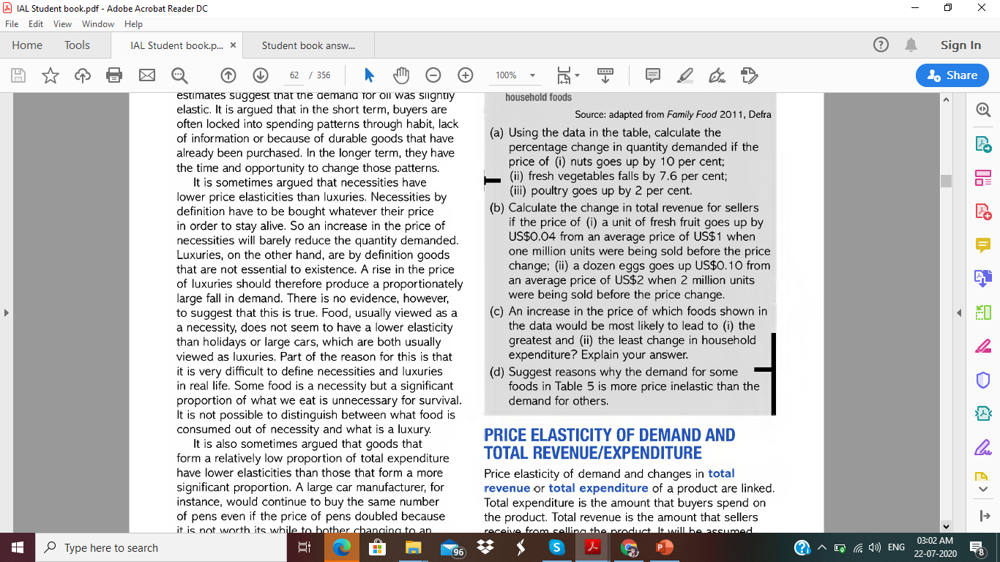 IAL Student book.pdf - Adobe Acrobat Reader DC
File Edit View Window Help
Home Tools IAL Student book.p... × Student book answ... Sign In
62 / 356 100% Share
estimates suggest that the demand for oil was slightly
elastic. It is argued that in the short term, buyers are
often locked into spending patterns through habit, lack
of information or because of durable goods that have
already been purchased. In the longer term, they have
the time and opportunity to change those patterns.
It is sometimes argued that necessities have
lower price elasticities than luxuries. Necessities by
definition have to be bought whatever their price
in order to stay alive. So an increase in the price of
necessities will barely reduce the quantity demanded.
Luxuries, on the other hand, are by definition goods
that are not essential to existence. A rise in the price
of luxuries should therefore produce a proportionately
large fall in demand. There is no evidence, however,
to suggest that this is true. Food, usually viewed as a
a necessity, does not seem to have a lower elasticity
than holidays or large cars, which are both usually
viewed as luxuries. Part of the reason for this is that
it is very difficult to define necessities and luxuries
in real life. Some food is a necessity but a significant
proportion of what we eat is unnecessary for survival.
It is not possible to distinguish between what food is
consumed out of necessity and what is a luxury.
It is also sometimes argued that goods that
form a relatively low proportion of total expenditure
have lower elasticities than those that form a more
significant proportion. A large car manufacturer, for
instance, would continue to buy the same number
of pens even if the price of pens doubled because
it is not worth its while to bother changing to an
household foods
Source: adapted from Family Food 2011, Defra
(a) Using the data in the table, calculate the
percentage change in quantity demanded if the
price of (i) nuts goes up by 10 per cent;
(ii) fresh vegetables falls by 7.6 per cent;
(iii) poultry goes up by 2 per cent.
(b) Calculate the change in total revenue for sellers
if the price of (i) a unit of fresh fruit goes up by
US$0.04 from an average price of US$1 when
one million units were being sold before the price
change; (ii) a dozen eggs goes up US$0.10 from
an average price of US$2 when 2 million units
were being sold before the price change.
(c) An increase in the price of which foods shown in
the data would be most likely to lead to (i) the
greatest and (ii) the least change in household
expenditure? Explain your answer.
(d) Suggest reasons why the demand for some
foods in Table 5 is more price inelastic than the
demand for others.
PRICE ELASTICITY OF DEMAND AND
TOTAL REVENUE/EXPENDITURE
Price elasticity of demand and changes in total
revenue or total expenditure of a product are linked.
Total expenditure is the amount that buyers spend on
the product. Total revenue is the amount that sellers
receive from selling the product. It will be assumed
Type here to search
96
ENG
03:02 AM
22-07-2020
8